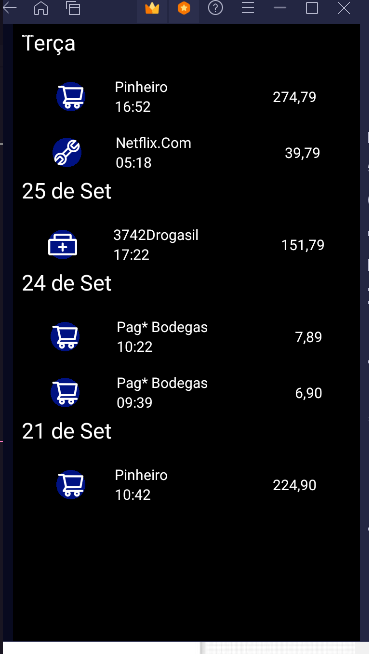 Terça
Pinheiro
16:52
274,79
Netflix.Com
05:18
39,79
25 de Set
3742Drogasil
17:22
151,79
24 de Set
Pag* Bodegas
10:22
7,89
Pag* Bodegas
09:39
6,90
21 de Set
Pinheiro
10:42
224,90